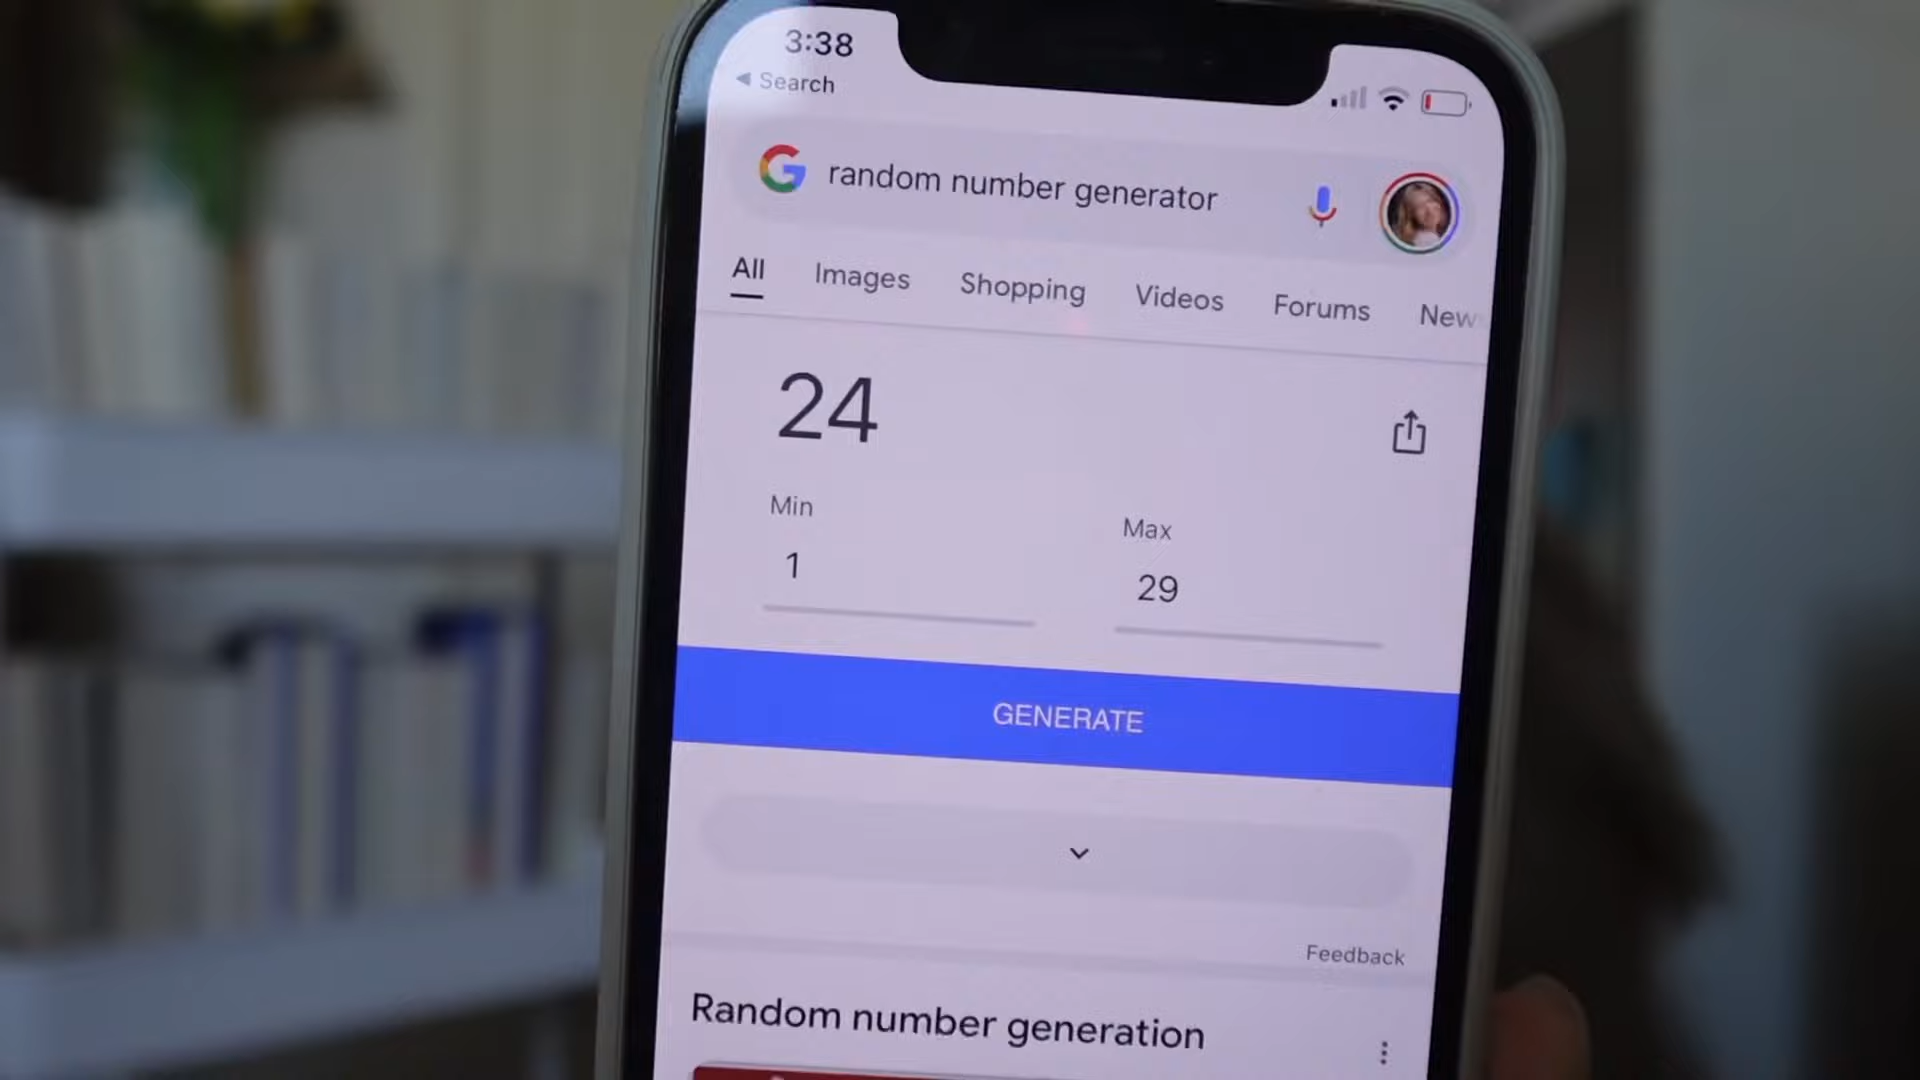 3:38
◀ Search
random number generator
All Images Shopping Videos Forums New
24
Min Max
1 29
GENERATE
Feedback
Random number generation